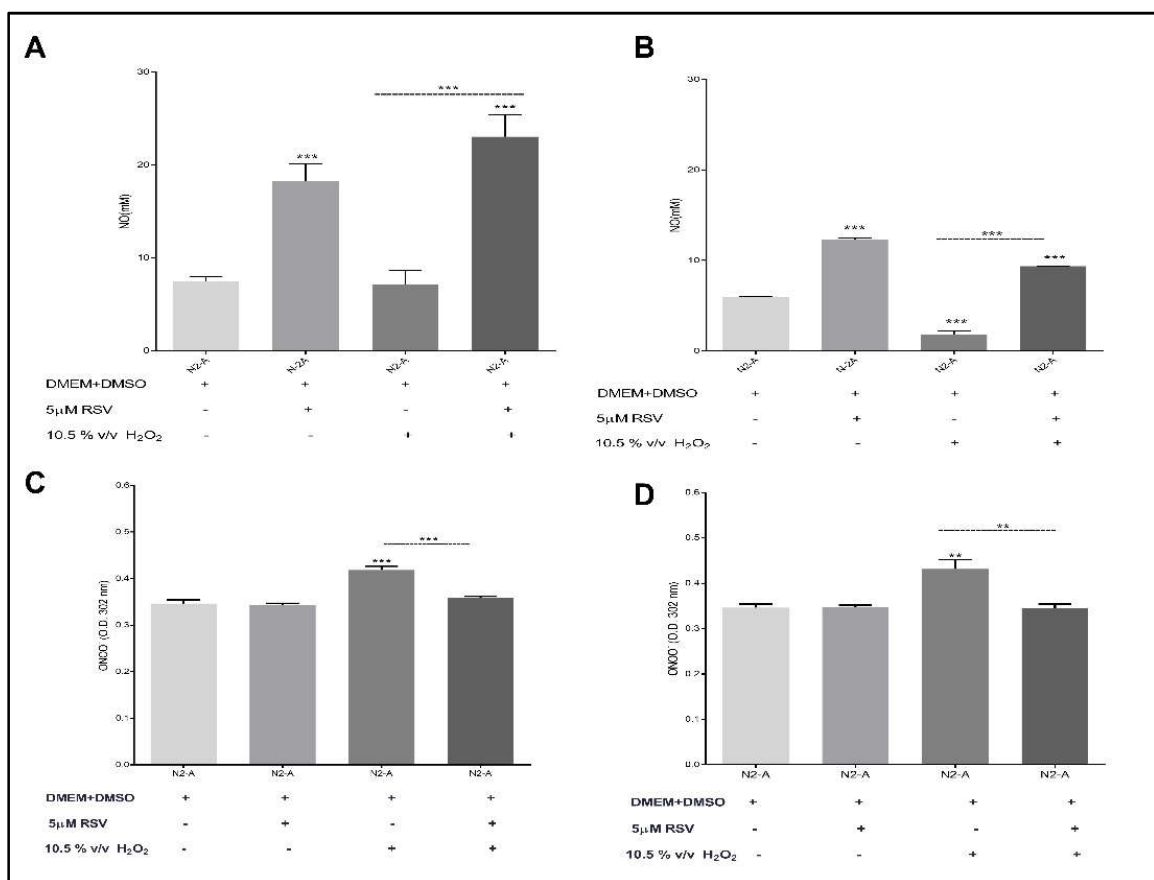 A
***
***
***
30
20
10
0
NO(mM)
N2-A N-2A N2-A N2-A
DMEM+DMSO + + + +
5µM RSV - + - +
10.5 % v/v H₂O₂ - - + +
B
***
***
***
***
30
20
10
0
NO(mM)
N2-A N-2A N2-A N2-A
DMEM+DMSO + + + +
5µM RSV - + - +
10.5 % v/v H₂O₂ - - + +
C
***
***
0.6
0.5
0.4
0.3
0.2
0.1
0.0
ONOO⁻ (O.D. 302 nm)
N2-A N2-A N2-A N2-A
DMEM+DMSO + + + +
5µM RSV - + - +
10.5 % v/v H₂O₂ - - + +
D
**
**
0.6
0.5
0.4
0.3
0.2
0.1
0.0
ONOO⁻ (O.D. 302 nm)
N2-A N2-A N2-A N2-A
DMEM+DMSO + + + +
5µM RSV - + - +
10.5 % v/v H₂O₂ - - + +